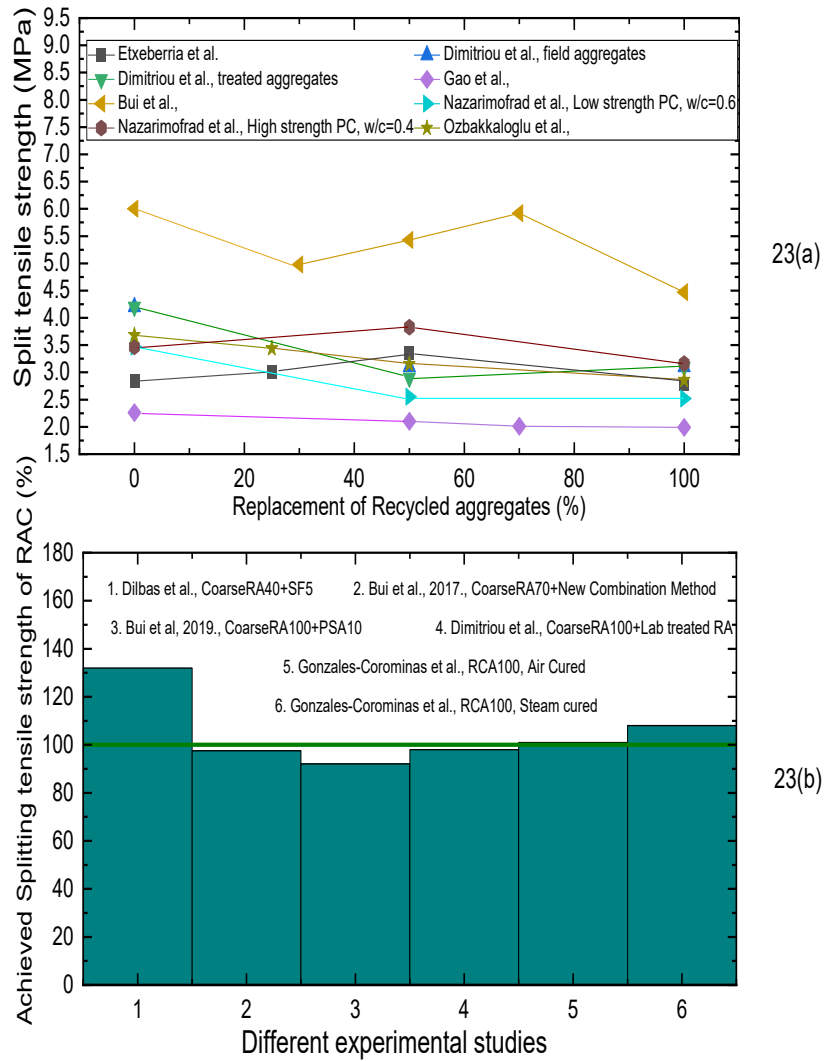 Split tensile strength (MPa)
9.5
9.0
8.5
8.0
7.5
7.0
6.5
6.0
5.5
5.0
4.5
4.0
3.5
3.0
2.5
2.0
1.5
Etxeberria et al.
Dimitriou et al., field aggregates
Dimitriou et al., treated aggregates
Gao et al.,
Bui et al.,
Nazarimofrad et al., Low strength PC, w/c=0.6
Nazarimofrad et al., High strength PC, w/c=0.4
Ozbakkaloglu et al.,
0 20 40 60 80 100
Replacement of Recycled aggregates (%)
23(a)
Achieved Splitting tensile strength of RAC (%)
180
160
140
120
100
80
60
40
20
0
1. Dilbas et al., CoarseRA40+SF5
2. Bui et al., 2017., CoarseRA70+New Combination Method
3. Bui et al, 2019., CoarseRA100+PSA10
4. Dimitriou et al., CoarseRA100+Lab treated RA
5. Gonzales-Corominas et al., RCA100, Air Cured
6. Gonzales-Corominas et al., RCA100, Steam cured
1 2 3 4 5 6
Different experimental studies
23(b)